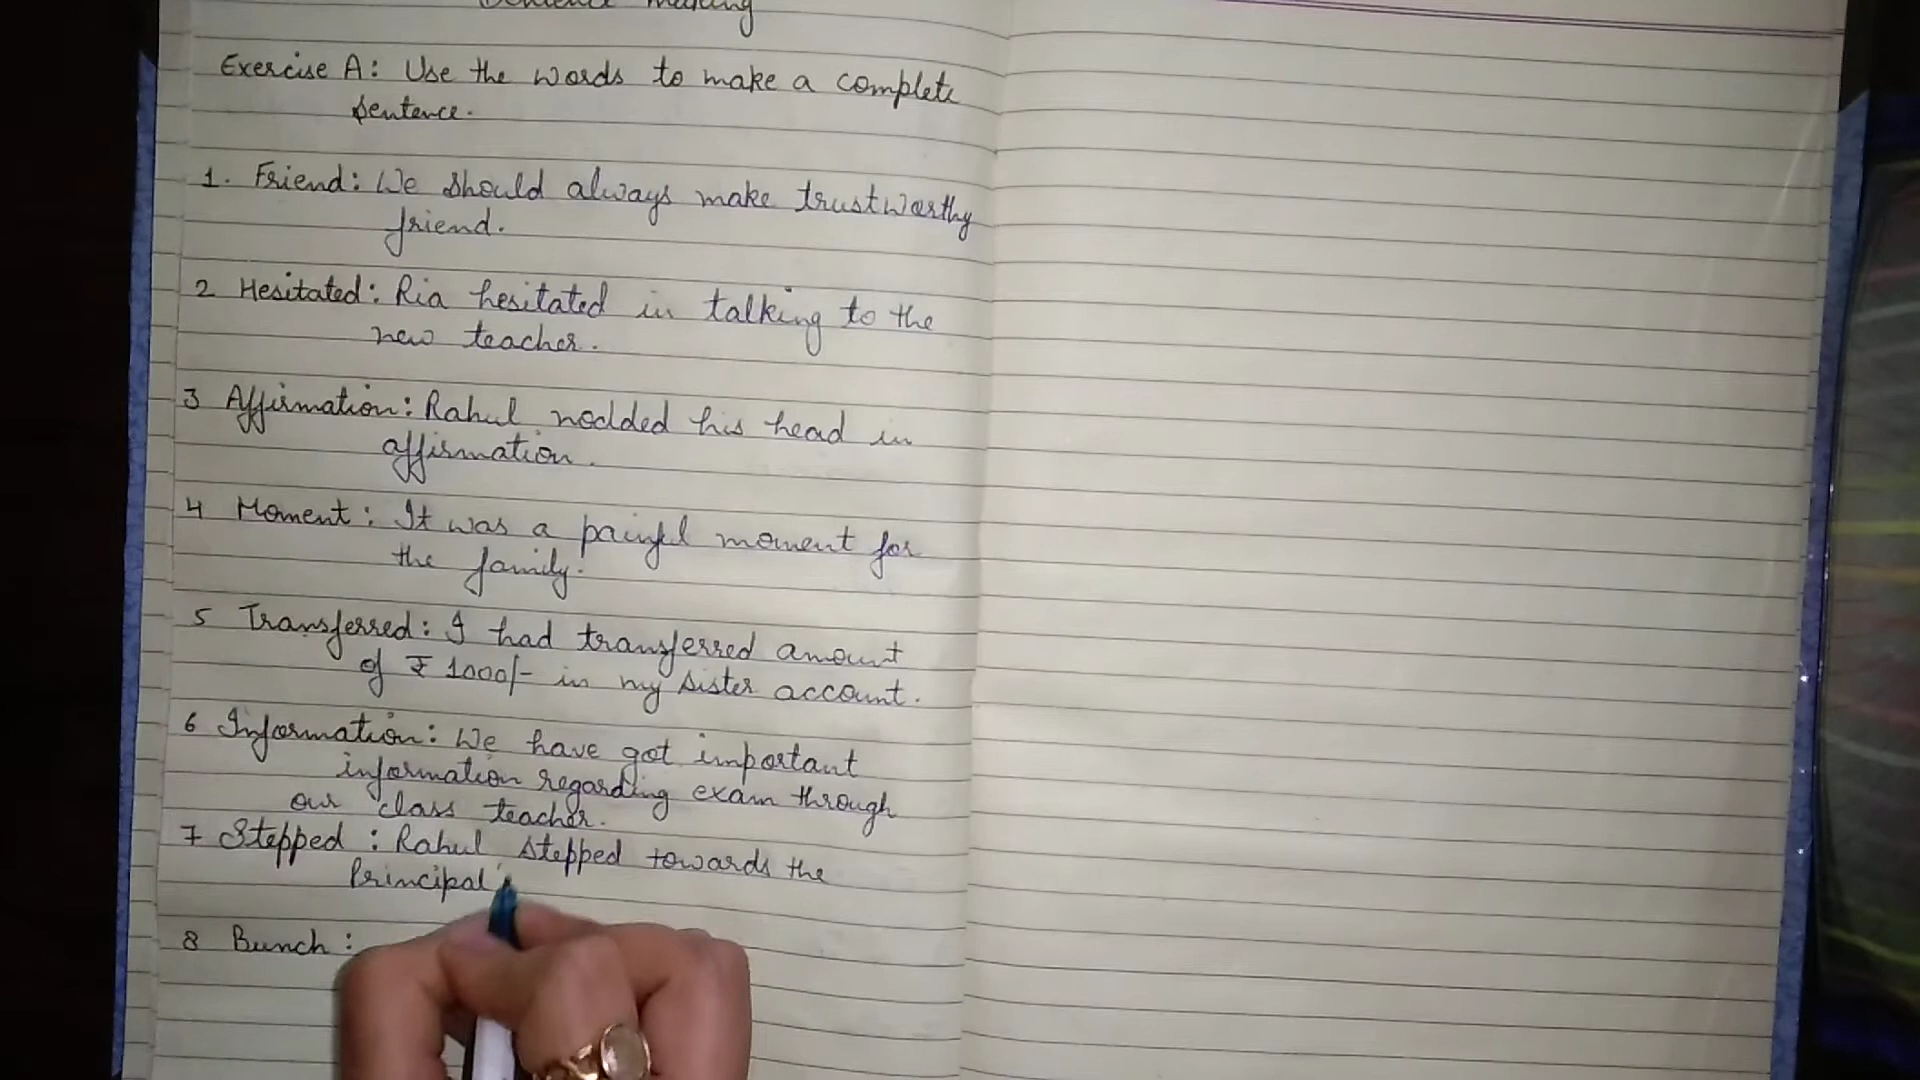 Sentence making
Exercise A: Use the words to make a complete
sentence.
1. Friend: We should always make trustworthy
friend.
2 Hesitated: Ria hesitated in talking to the
new teacher.
3 Affirmation: Rahul nodded his head in
affirmation.
4 Moment: It was a painful moment for
the family.
5 Transferred: I had transferred amount
of ₹ 1000/- in my sister account.
6 Information: We have got important
information regarding exam through
our class teacher.
7 Stepped: Rahul stepped towards the
Principal'
8 Bunch: